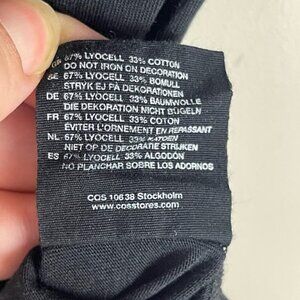 GB 67% LYOCELL 33% COTTON
DO NOT IRON ON DECORATION
SE 67% LYOCELL 33% BOMULL
STRYK EJ PÅ DEKORATIONEN
DE 67% LYOCELL 33% BAUMWOLLE
DIE DEKORATION NICHT BÜGELN
FR 67% LYOCELL 33% COTON
ÉVITER L'ORNEMENT EN REPASSANT
NL 67% LYOCELL 33% KATOEN
NIET OP DE DECORATIE STRIJKEN
ES 67% LYOCELL 33% ALGODÓN
NO PLANCHAR SOBRE LOS ADORNOS
COS 106 38 Stockholm
www.cosstores.com